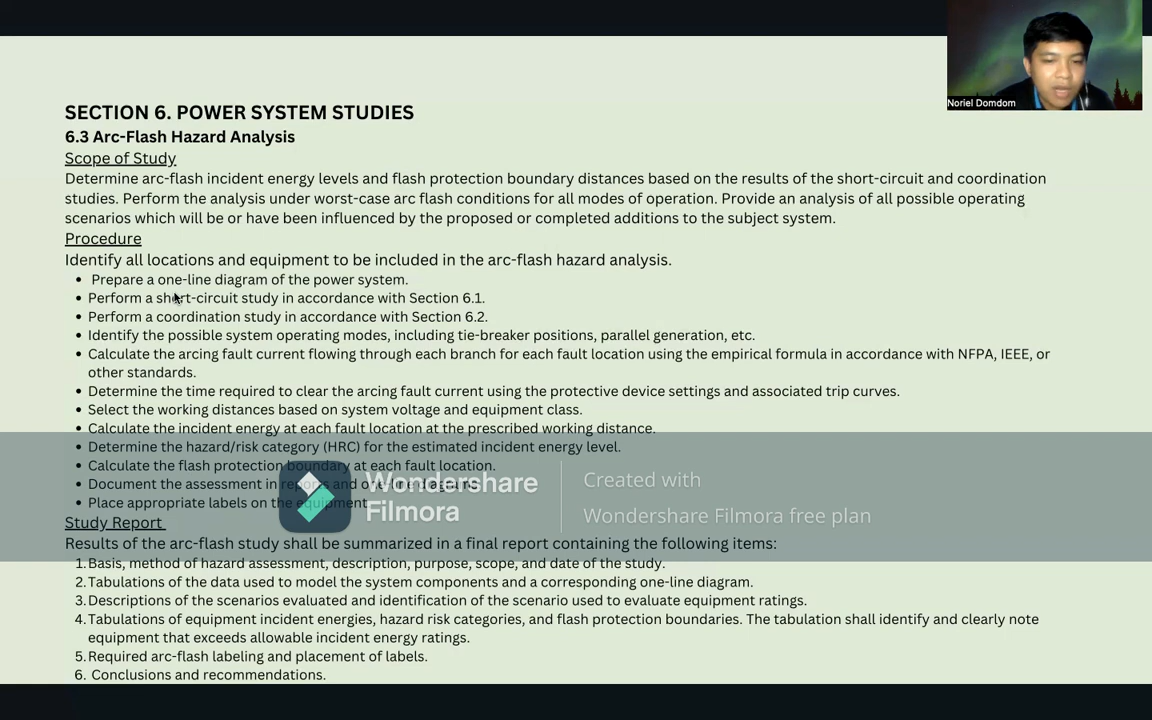 Noriel Domdom
SECTION 6. POWER SYSTEM STUDIES
6.3 Arc-Flash Hazard Analysis
Scope of Study
Determine arc-flash incident energy levels and flash protection boundary distances based on the results of the short-circuit and coordination
studies. Perform the analysis under worst-case arc flash conditions for all modes of operation. Provide an analysis of all possible operating
scenarios which will be or have been influenced by the proposed or completed additions to the subject system.
Procedure
Identify all locations and equipment to be included in the arc-flash hazard analysis.
• Prepare a one-line diagram of the power system.
• Perform a short-circuit study in accordance with Section 6.1.
• Perform a coordination study in accordance with Section 6.2.
• Identify the possible system operating modes, including tie-breaker positions, parallel generation, etc.
• Calculate the arcing fault current flowing through each branch for each fault location using the empirical formula in accordance with NFPA, IEEE, or
other standards.
• Determine the time required to clear the arcing fault current using the protective device settings and associated trip curves.
• Select the working distances based on system voltage and equipment class.
• Calculate the incident energy at each fault location at the prescribed working distance.
• Determine the hazard/risk category (HRC) for the estimated incident energy level.
• Calculate the flash protection boundary at each fault location.
• Document the assessment in reports and one-line diagrams.
• Place appropriate labels on the equipment.
Wondershare
Filmora
Created with
Wondershare Filmora free plan
Study Report
Results of the arc-flash study shall be summarized in a final report containing the following items:
1. Basis, method of hazard assessment, description, purpose, scope, and date of the study.
2. Tabulations of the data used to model the system components and a corresponding one-line diagram.
3. Descriptions of the scenarios evaluated and identification of the scenario used to evaluate equipment ratings.
4. Tabulations of equipment incident energies, hazard risk categories, and flash protection boundaries. The tabulation shall identify and clearly note
equipment that exceeds allowable incident energy ratings.
5. Required arc-flash labeling and placement of labels.
6. Conclusions and recommendations.